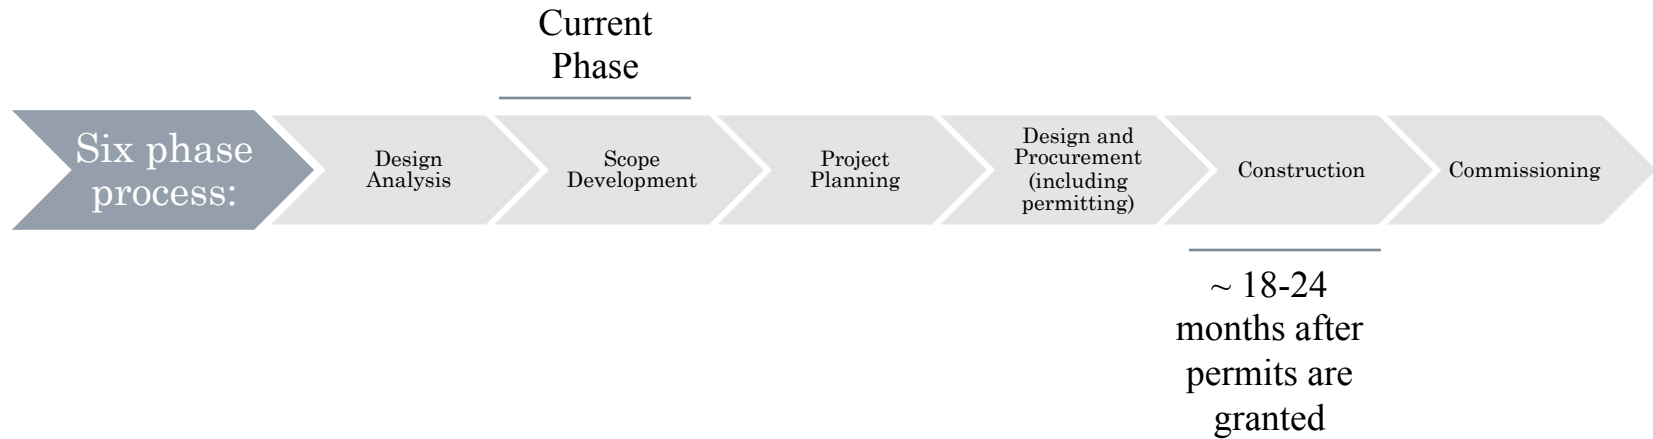 Current
Phase
Six phase
process:
Design
Analysis
Scope
Development
Project
Planning
Design and
Procurement
(including
permitting)
Construction
Commissioning
~ 18-24
months after
permits are
granted